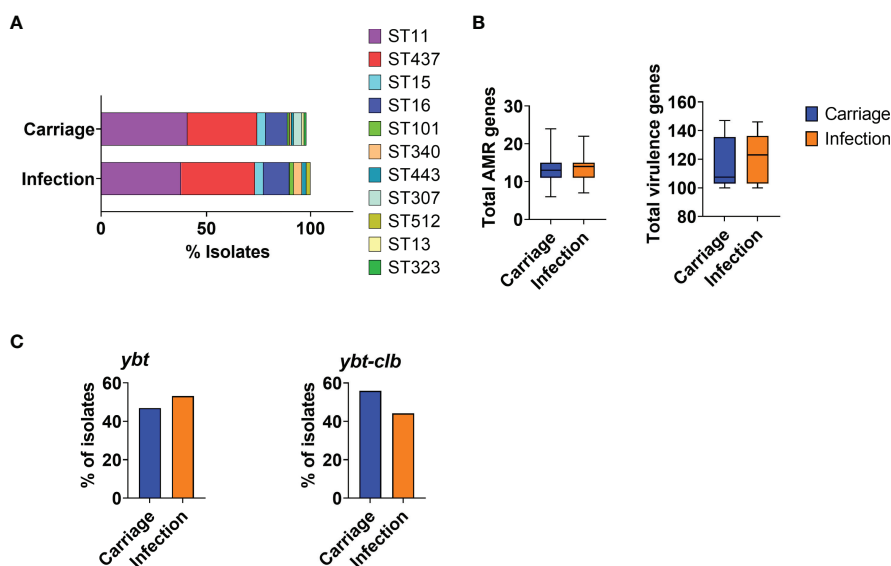 A
Carriage
Infection
0
50
100
% Isolates
ST11
ST437
ST15
ST16
ST101
ST340
ST443
ST307
ST512
ST13
ST323
B
Total AMR genes
30
20
10
0
Carriage
Infection
Total virulence genes
160
140
120
100
80
Carriage
Infection
Carriage
Infection
C
ybt
% of isolates
60
40
20
0
Carriage
Infection
ybt-clb
% of isolates
60
40
20
0
Carriage
Infection